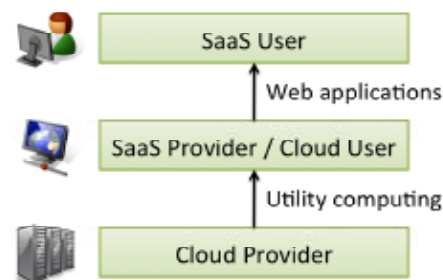 SaaS User
Web applications
SaaS Provider / Cloud User
Utility computing
Cloud Provider